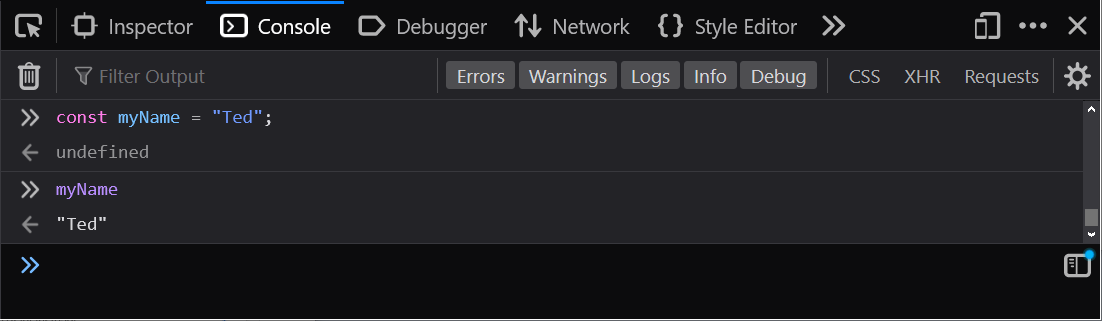 Inspector Console Debugger Network Style Editor
Filter Output Errors Warnings Logs Info Debug CSS XHR Requests
const myName = "Ted";
undefined
myName
"Ted"